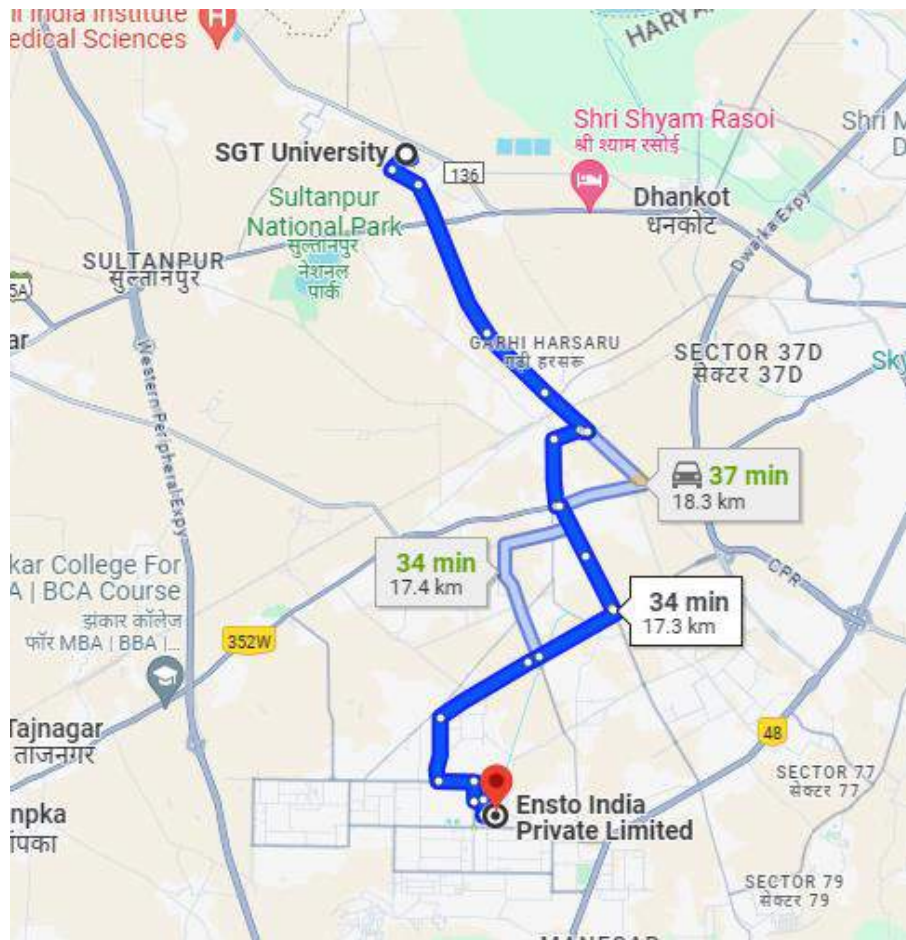 India Institute
Medical Sciences
HARYA
SGT University
136
Shri Shyam Rasoi
श्री श्याम रसोई
Shri M
D
Sultanpur
National Park
सुल्तानपुर
नेशनल
पार्क
Dhankot
धनकोट
Dwarka Expy
SULTANPUR
सुल्तानपुर
5A
ar
GARHI HARSARU
गढ़ी हरसरू
SECTOR 37D
सेक्टर 37D
Sky
Western Peripheral Expy
37 min
18.3 km
34 min
17.4 km
CPR
kar College For
A | BCA Course
झंकार कॉलेज
फॉर MBA | BBA |...
34 min
17.3 km
352W
Tajnagar
ताजनगर
48
SECTOR 77
सेक्टर 77
Ensto India
Private Limited
npka
पका
SECTOR 79
सेक्टर 79
MANESAR